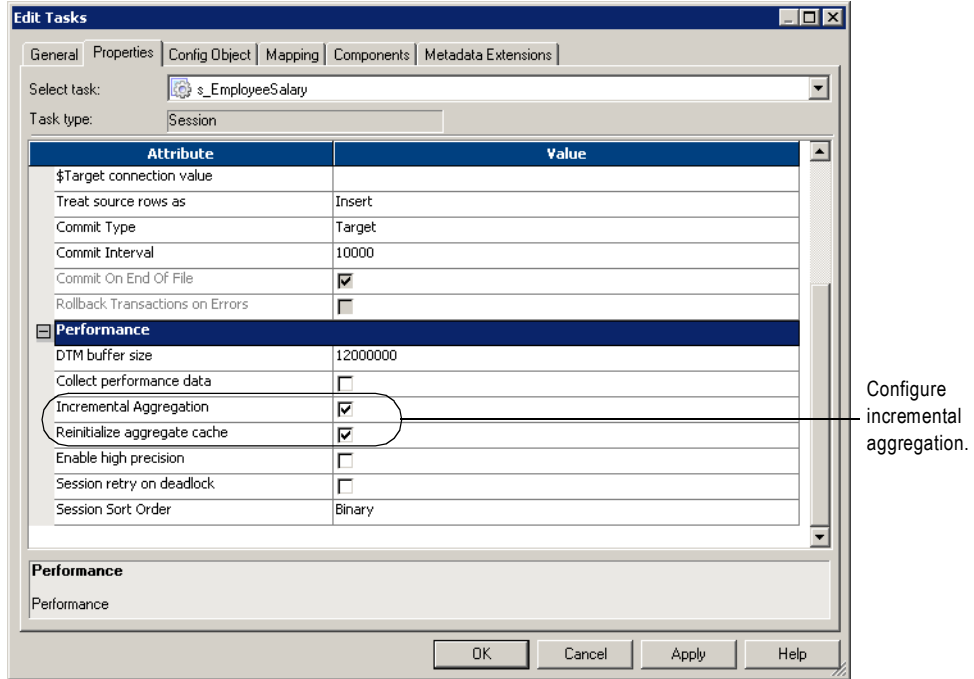 Edit Tasks
General Properties Config Object Mapping Components Metadata Extensions
Select task: s_EmployeeSalary
Task type: Session
Attribute Value
$Target connection value
Treat source rows as Insert
Commit Type Target
Commit Interval 10000
Commit On End Of File
Rollback Transactions on Errors
Performance
DTM buffer size 12000000
Collect performance data
Incremental Aggregation
Reinitialize aggregate cache
Enable high precision
Session retry on deadlock
Session Sort Order Binary
Performance
Performance
OK Cancel Apply Help
Configure
incremental
aggregation.